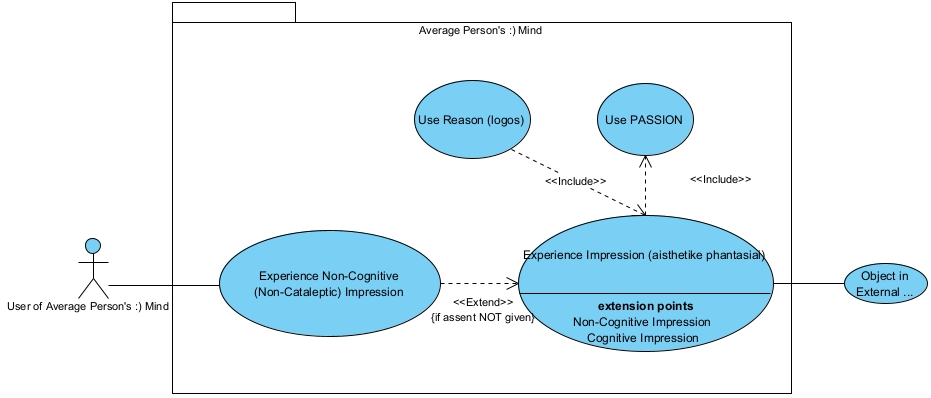 Average Person's :) Mind
Use Reason (logos)
Use PASSION
<<Include>>
<<Include>>
Experience Impression (aisthetike phantasial)
Experience Non-Cognitive
(Non-Cataleptic) Impression
Object in
External ...
<<Extend>>
{if assent NOT given}
extension points
Non-Cognitive Impression
Cognitive Impression
User of Average Person's :) Mind